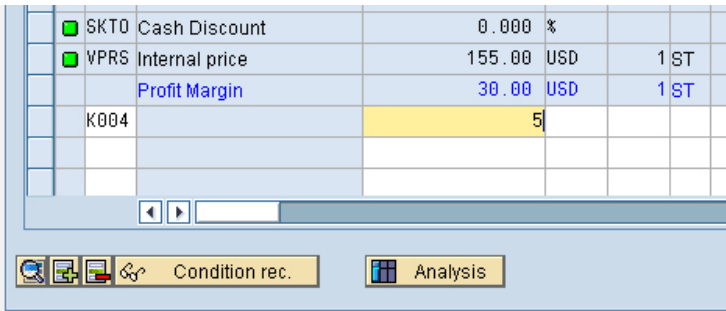 SKTO Cash Discount 0.000 %
VPRS Internal price 155.00 USD 1 ST
Profit Margin 30.00 USD 1 ST
K004 5
Condition rec. Analysis